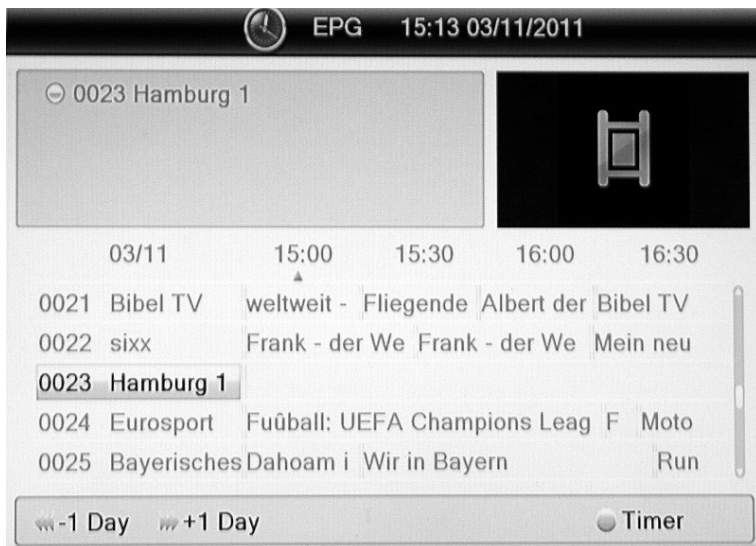 EPG 15:13 03/11/2011
0023 Hamburg 1
03/11 15:00 15:30 16:00 16:30
0021 Bibel TV weltweit - Fliegende Albert der Bibel TV
0022 sixx Frank - der We Frank - der We Mein neu
0023 Hamburg 1
0024 Eurosport Fuûball: UEFA Champions Leag F Moto
0025 Bayerisches Dahoam i Wir in Bayern Run
-1 Day +1 Day Timer